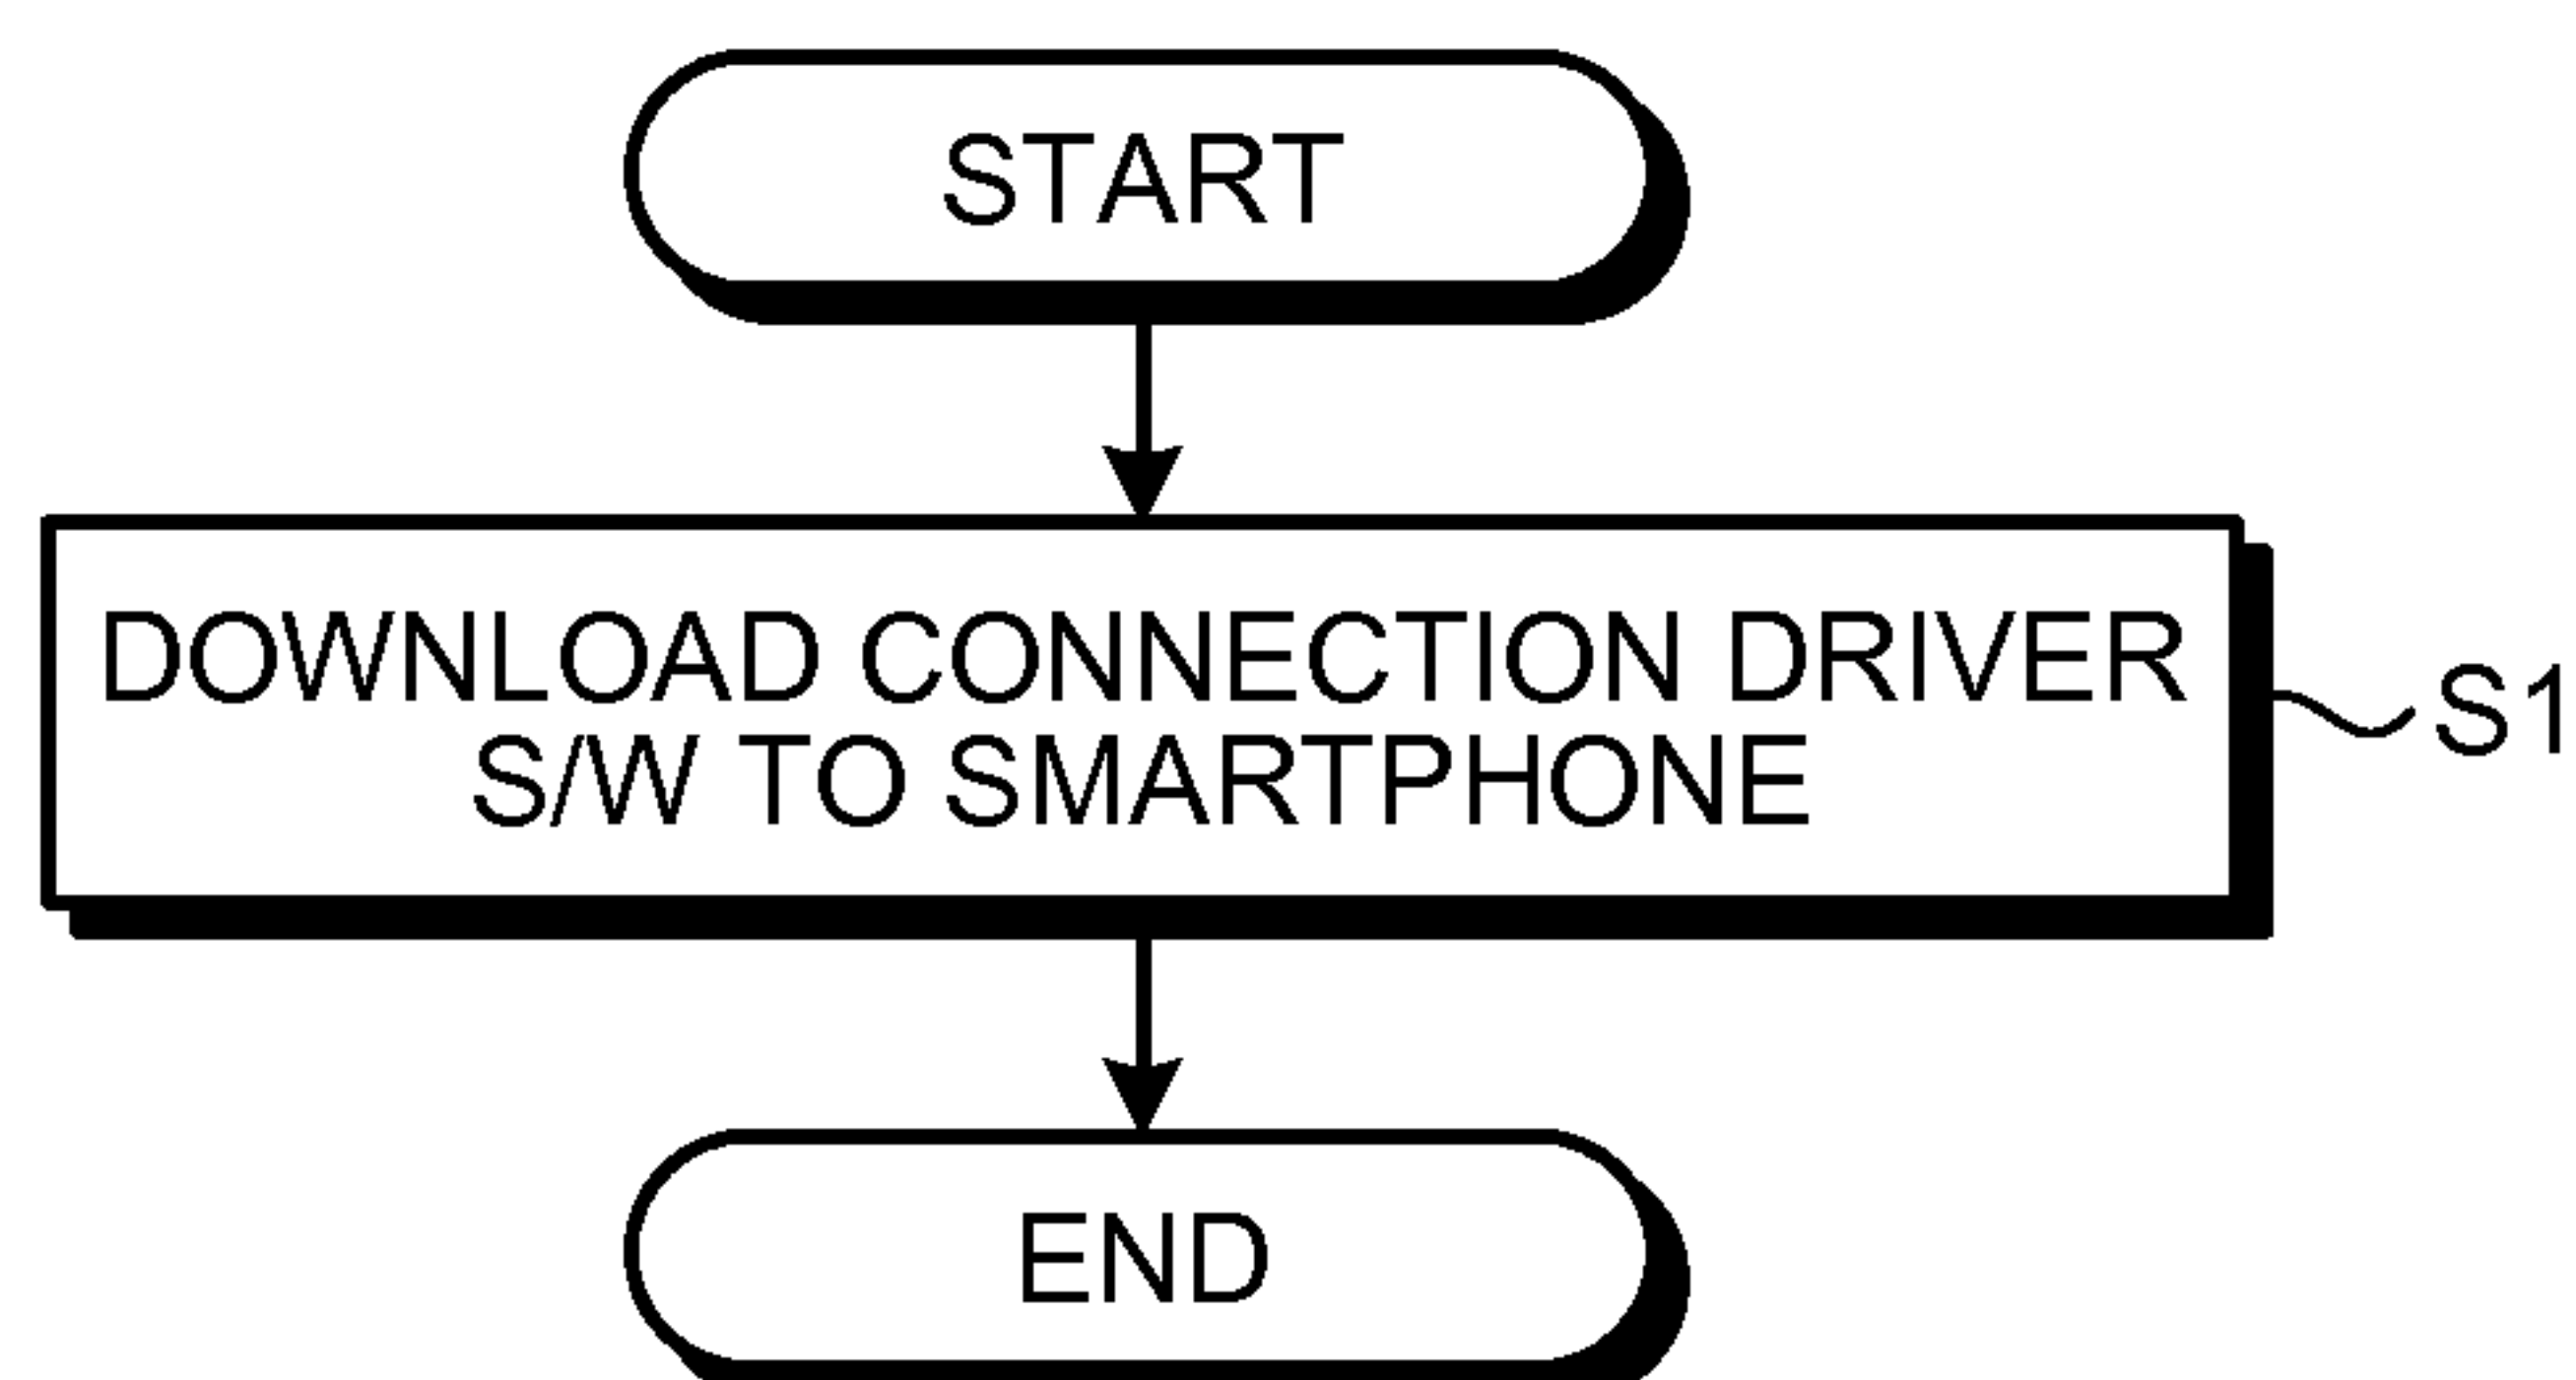 START
DOWNLOAD CONNECTION DRIVER
S/W TO SMARTPHONE
S1
END